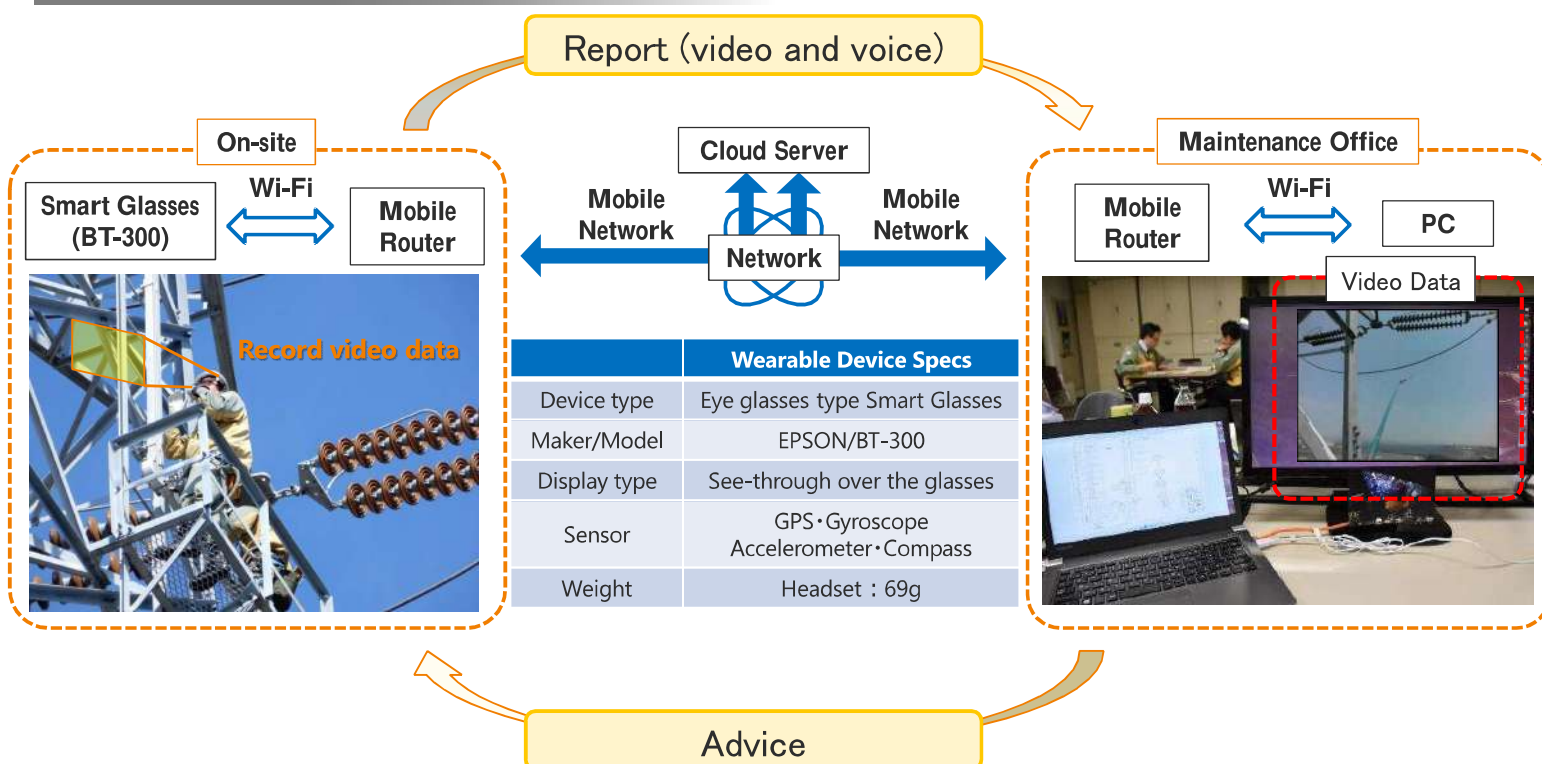 Report (video and voice)
On-site
Wi-Fi
Smart Glasses
(BT-300)
Mobile
Router
Record video data
Cloud Server
Mobile
Network
Network
Mobile
Network
Maintenance Office
Mobile
Router
Wi-Fi
PC
Video Data
Wearable Device Specs
Device type Eye glasses type Smart Glasses
Maker/Model EPSON/BT-300
Display type See-through over the glasses
Sensor GPS・Gyroscope
Accelerometer・Compass
Weight Headset：69g
Advice